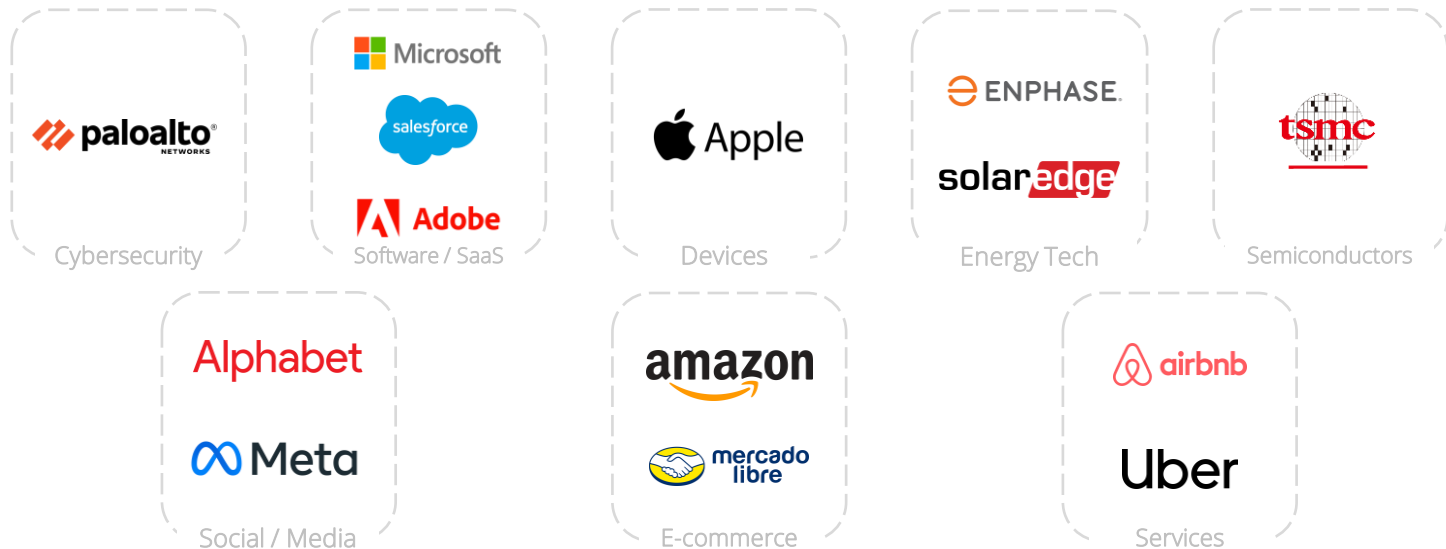 paloalto®
NETWORKS
Cybersecurity
Microsoft
salesforce
Adobe
Software / SaaS
Apple
Devices
ENPHASE.
solaredge
Energy Tech
tsmc
Semiconductors
Alphabet
Meta
Social / Media
amazon
mercado
libre
E-commerce
airbnb
Uber
Services